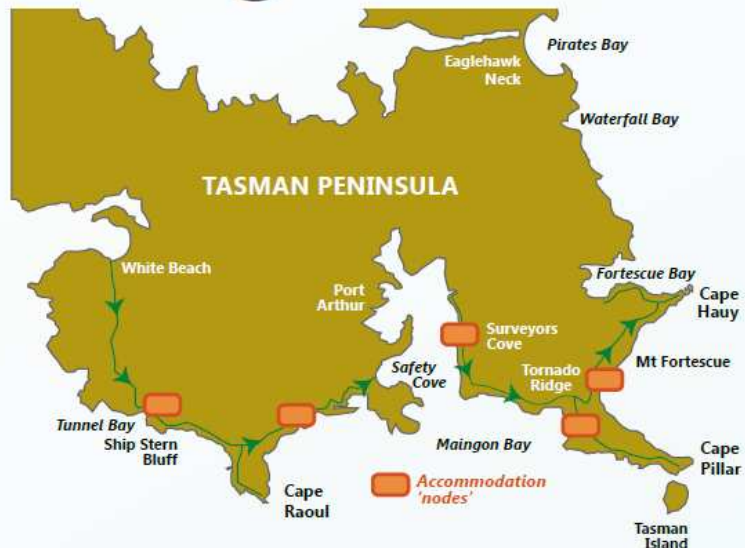 Pirates Bay
Eaglehawk
Neck
Waterfall Bay
TASMAN PENINSULA
White Beach
Port
Arthur
Fortescue Bay
Cape
Hauy
Surveyors
Cove
Safety
Cove
Tornado
Ridge
Mt Fortescue
Tunnel Bay
Ship Stern
Bluff
Maingon Bay
Cape
Pillar
Cape
Raoul
Accommodation
'nodes'
Tasman
Island